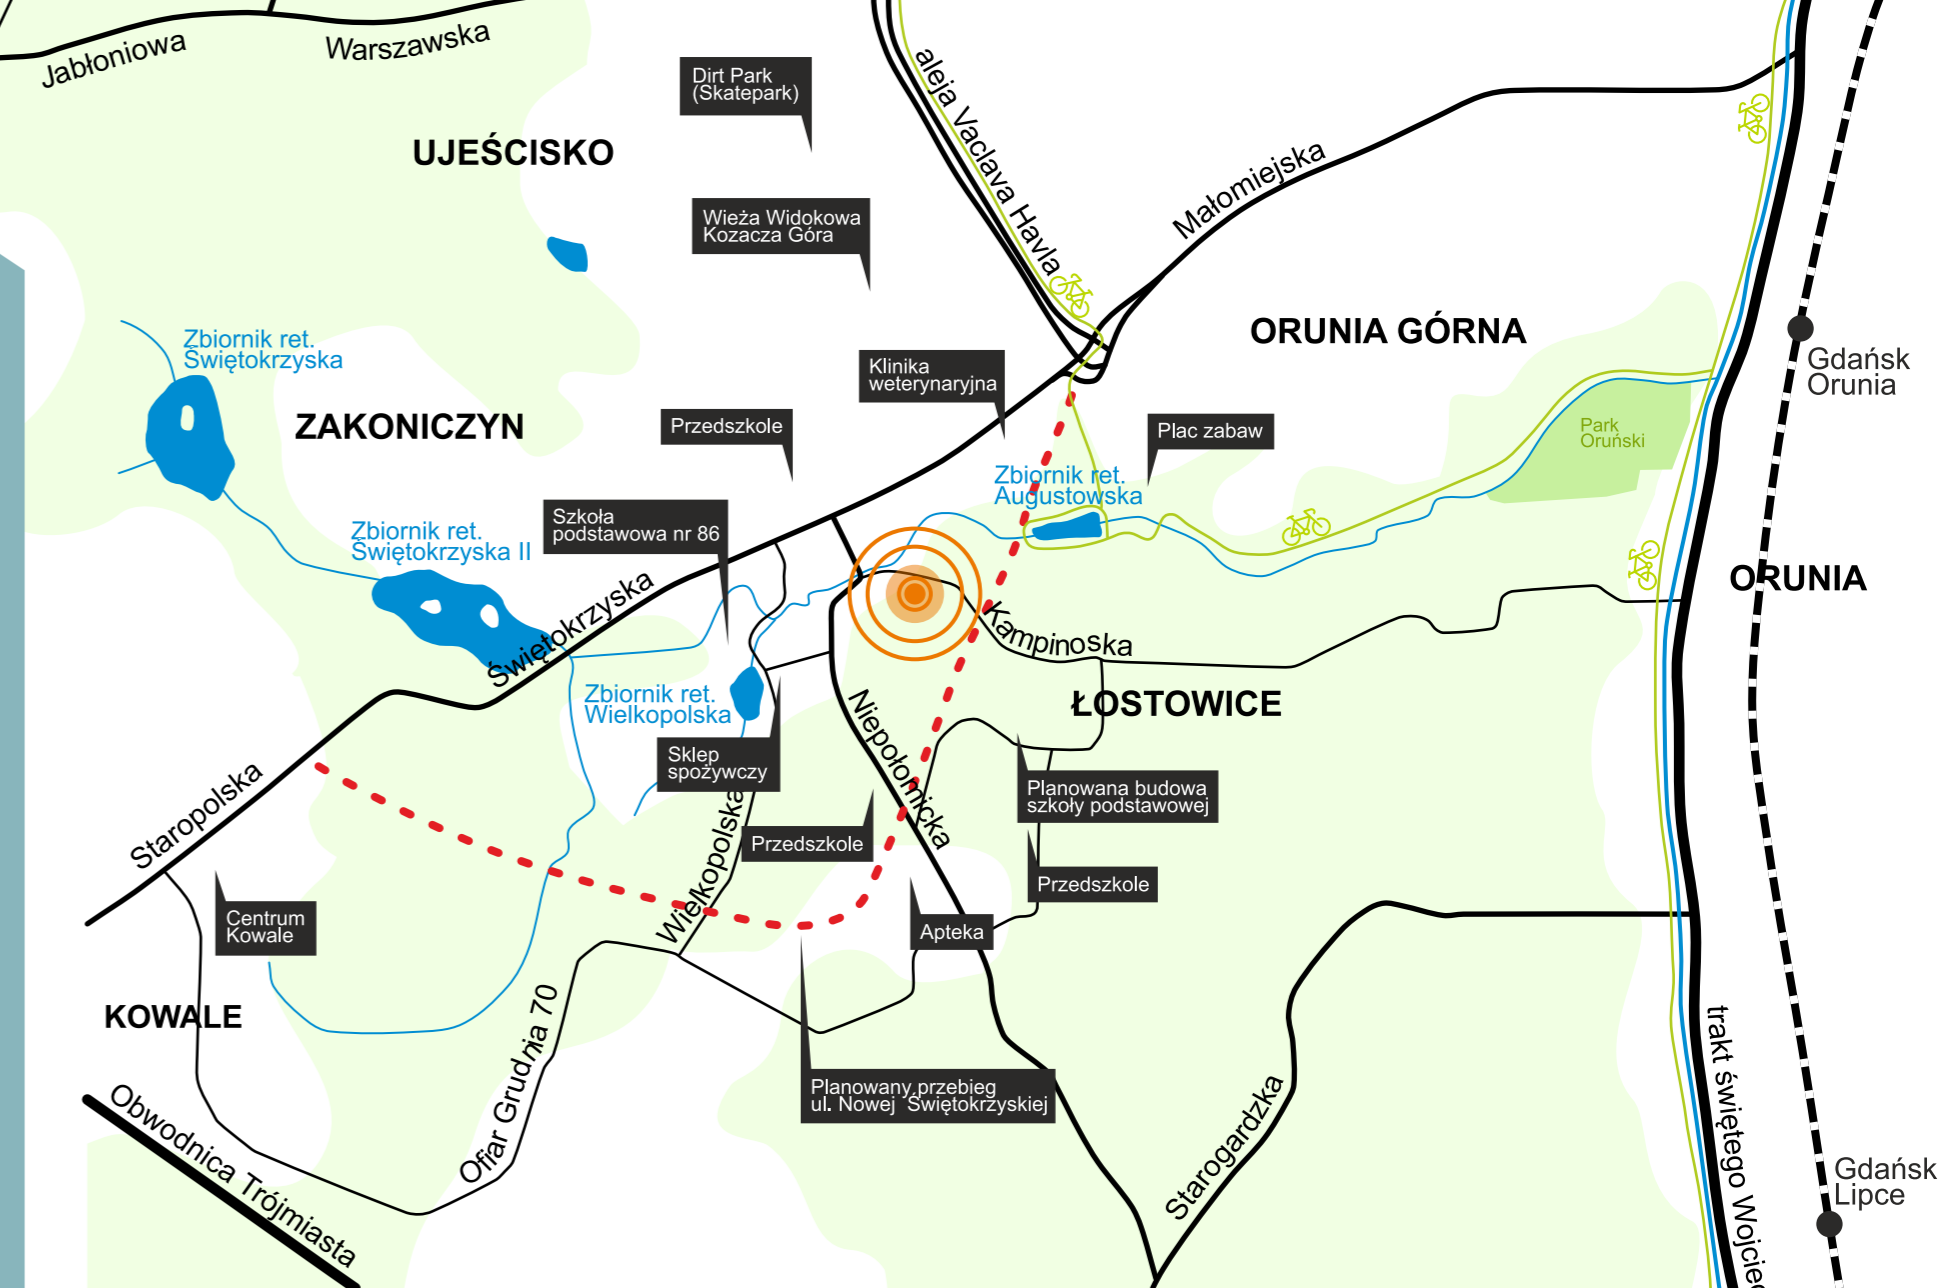 Jabłoniowa
Warszawska
UJEŚCISKO
Dirt Park
(Skatepark)
aleja Vaclava Havla
Małomiejska
Wieża Widokowa
Kozacza Góra
Zbiornik ret.
Świętokrzyska
ORUNIA GÓRNA
Gdańsk
Orunia
Klinika
weterynaryjna
ZAKONICZYN
Przedszkole
Plac zabaw
Park
Oruński
Zbiornik ret.
Augustowska
Szkoła
podstawowa nr 86
Zbiornik ret.
Świętokrzyska II
ORUNIA
Świętokrzyska
Kampinoska
Zbiornik ret.
Wielkopolska
ŁOSTOWICE
Niepołomicka
Sklep
spożywczy
Planowana budowa
szkoły podstawowej
Staropolska
Wielkopolska
Przedszkole
Przedszkole
Centrum
Kowale
Apteka
KOWALE
Ofiar Grudnia 70
Planowany przebieg
ul. Nowej Świętokrzyskiej
Obwodnica Trójmiasta
Starogardzka
trakt świętego Wojcie
Gdańsk
Lipce